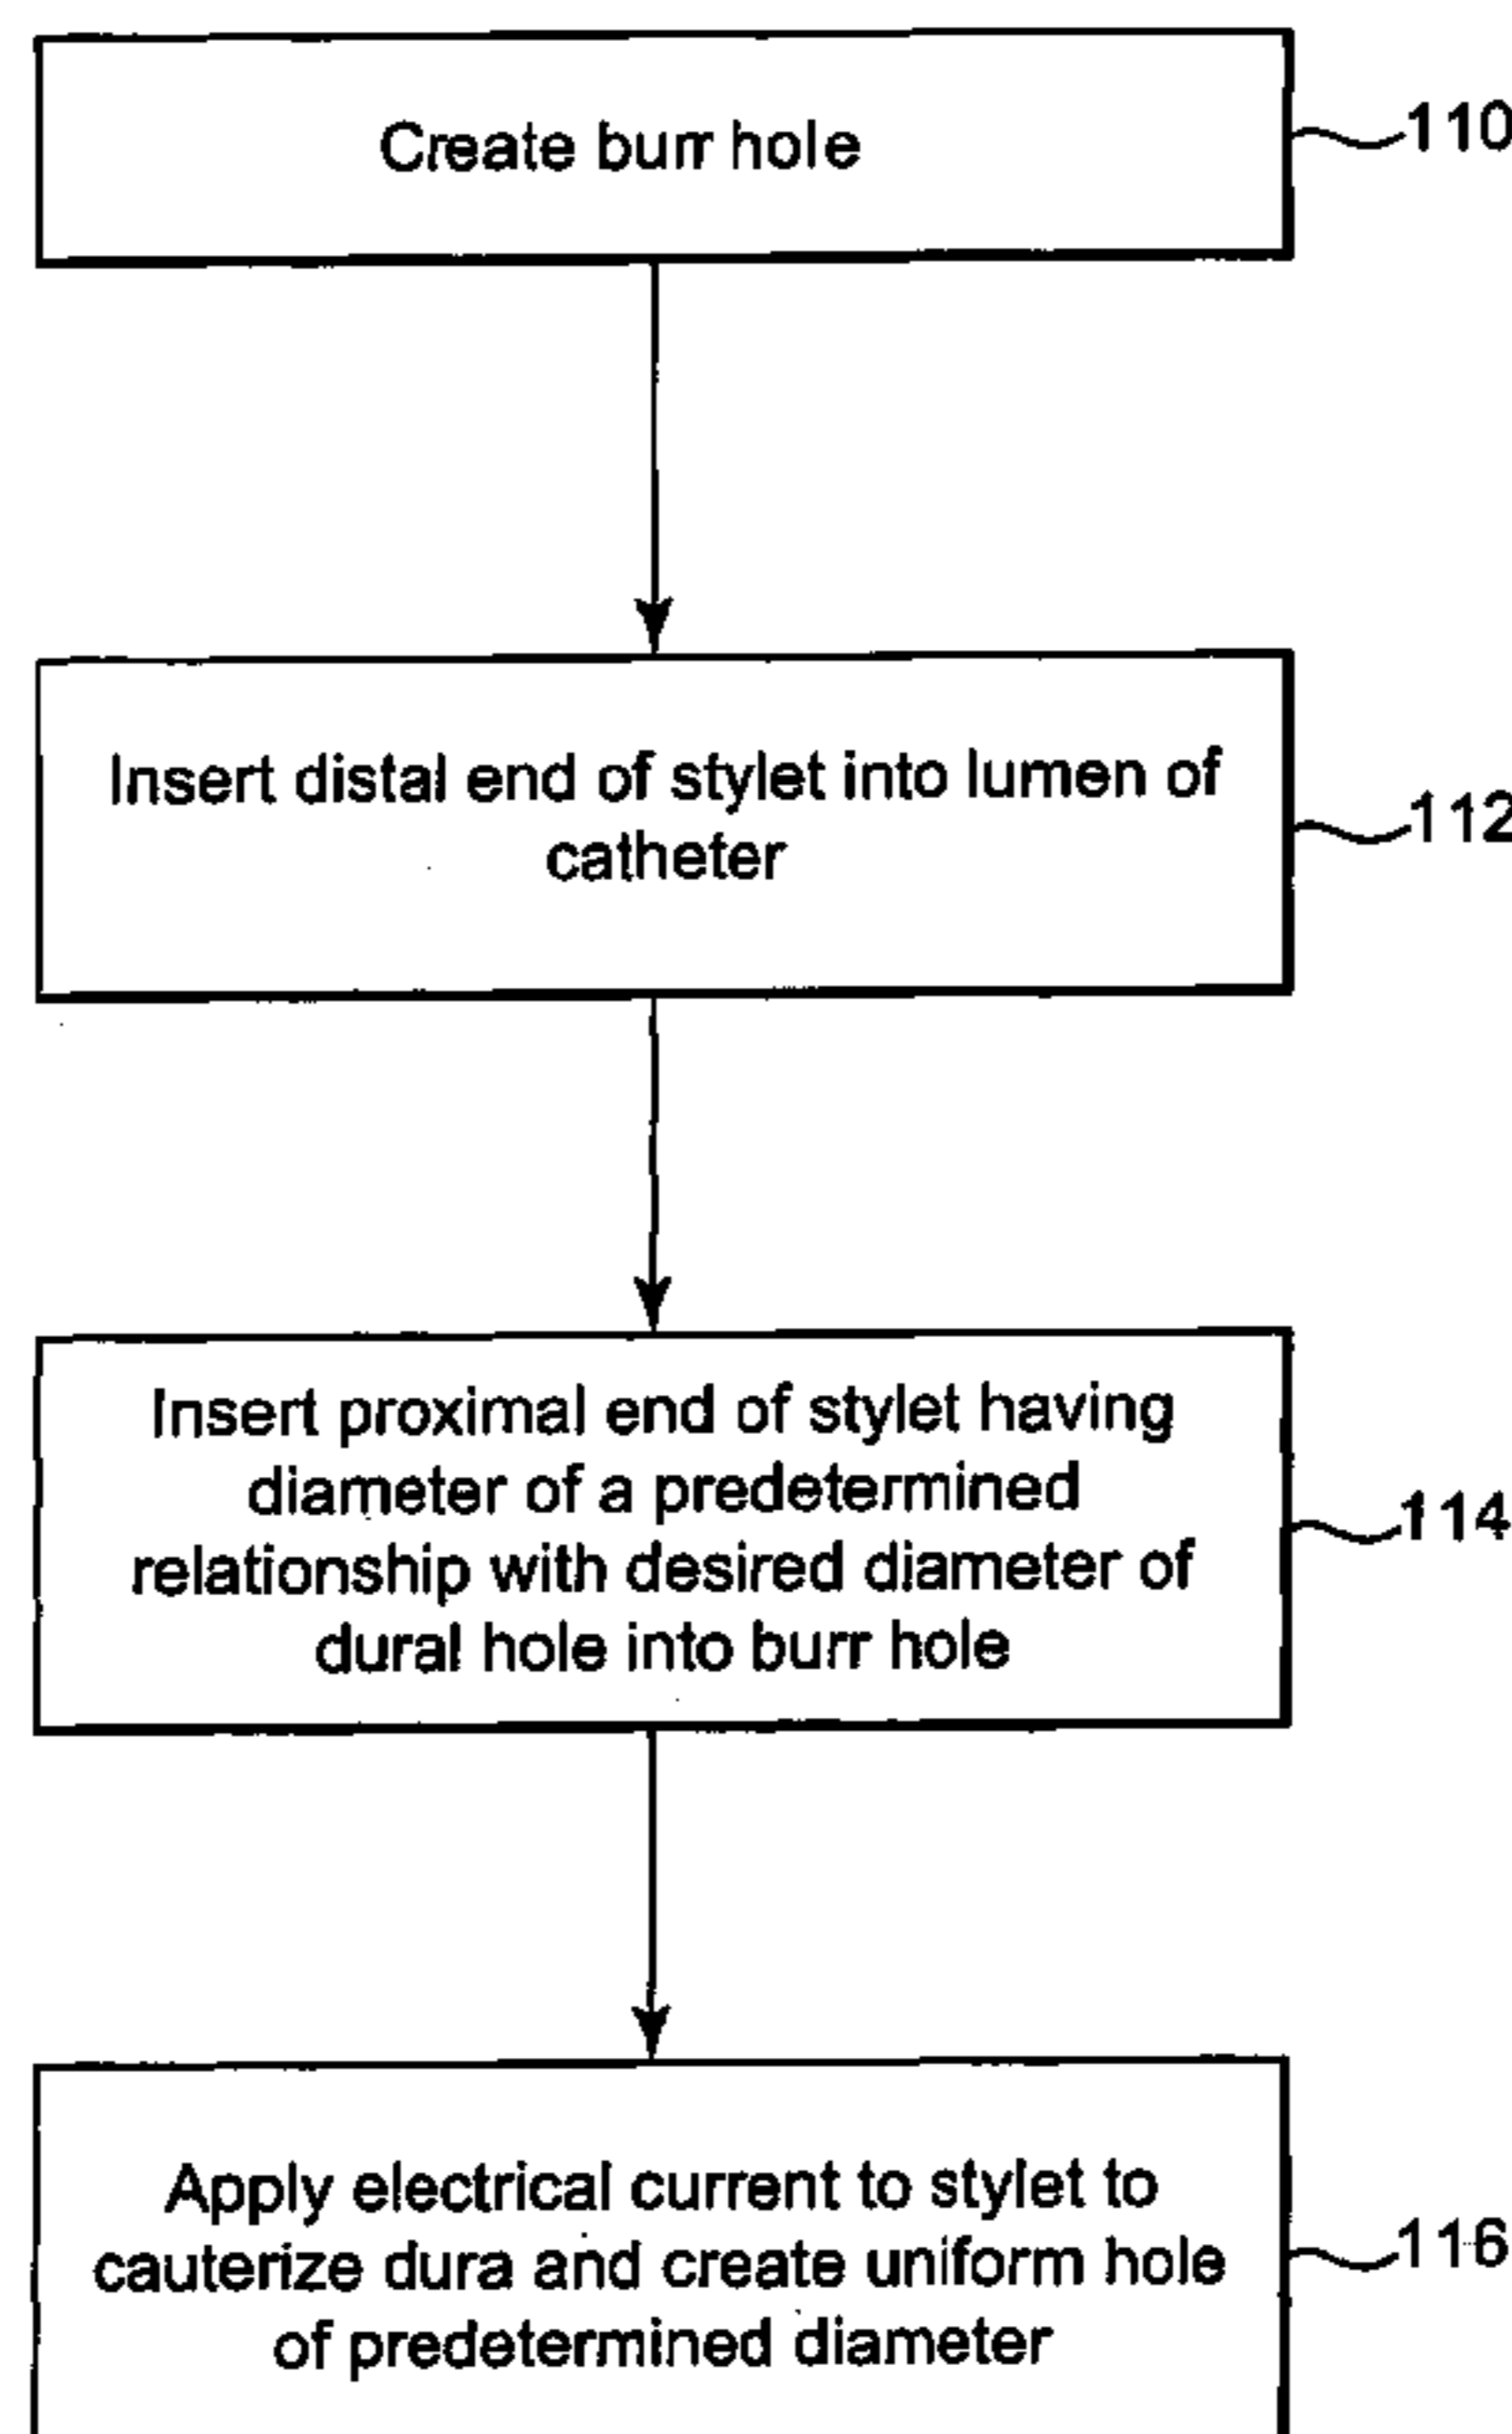 Create burr hole
110
Insert distal end of stylet into lumen of
catheter
112
Insert proximal end of stylet having
diameter of a predetermined
relationship with desired diameter of
dural hole into burr hole
114
Apply electrical current to stylet to
cauterize dura and create uniform hole
of predetermined diameter
116